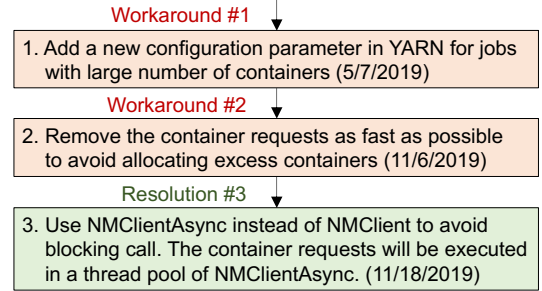 Workaround #1
1. Add a new configuration parameter in YARN for jobs
with large number of containers (5/7/2019)
Workaround #2
2. Remove the container requests as fast as possible
to avoid allocating excess containers (11/6/2019)
Resolution #3
3. Use NMClientAsync instead of NMClient to avoid
blocking call. The container requests will be executed
in a thread pool of NMClientAsync. (11/18/2019)